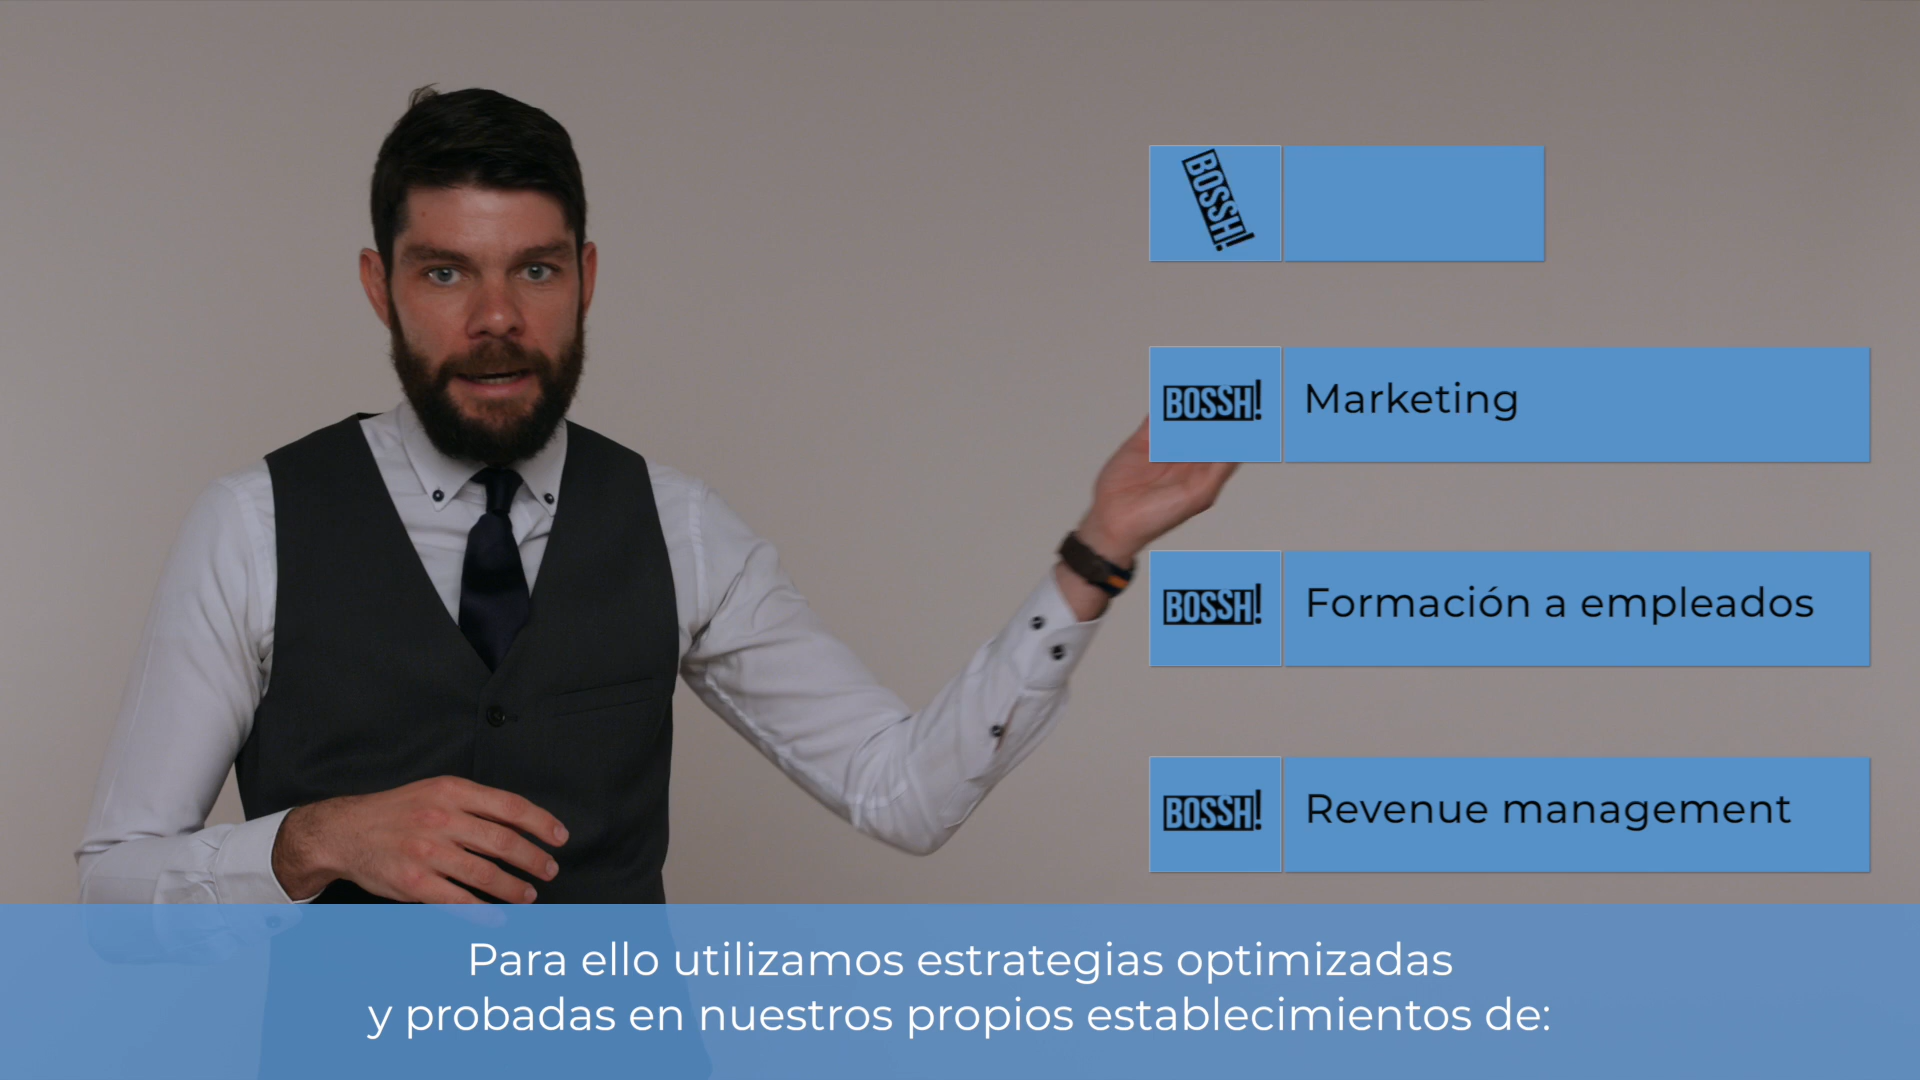 BOSSH!
BOSSH! Marketing
BOSSH! Formación a empleados
BOSSH! Revenue management
Para ello utilizamos estrategias optimizadas
y probadas en nuestros propios establecimientos de: